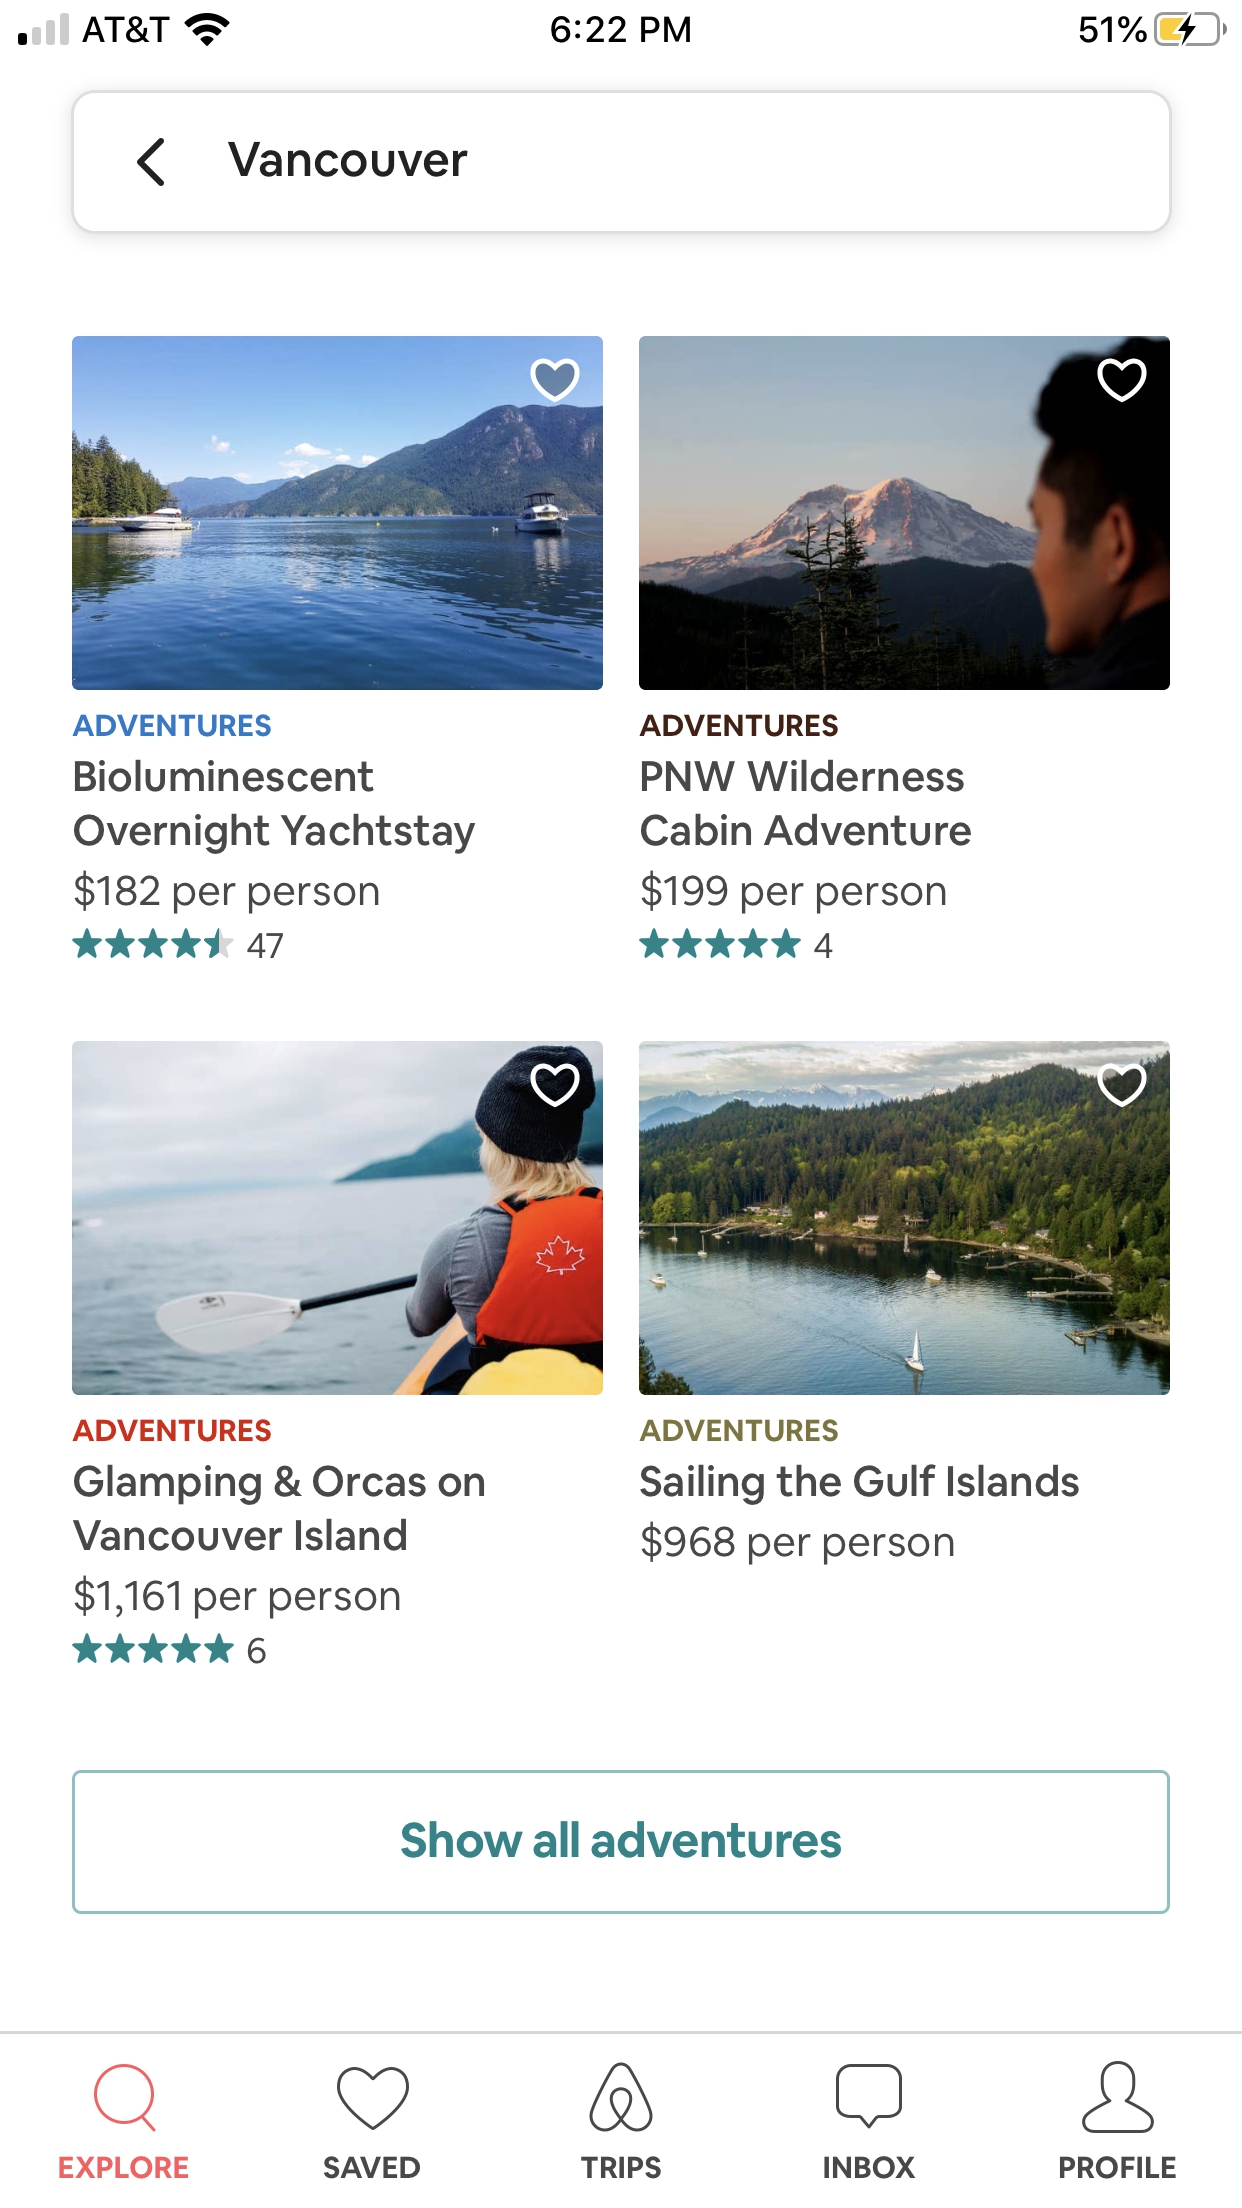 AT&T 6:22 PM 51%
Vancouver
ADVENTURES
Bioluminescent
Overnight Yachtstay
$182 per person
47
ADVENTURES
PNW Wilderness
Cabin Adventure
$199 per person
4
ADVENTURES
Glamping & Orcas on
Vancouver Island
$1,161 per person
6
ADVENTURES
Sailing the Gulf Islands
$968 per person
Show all adventures
EXPLORE SAVED TRIPS INBOX PROFILE